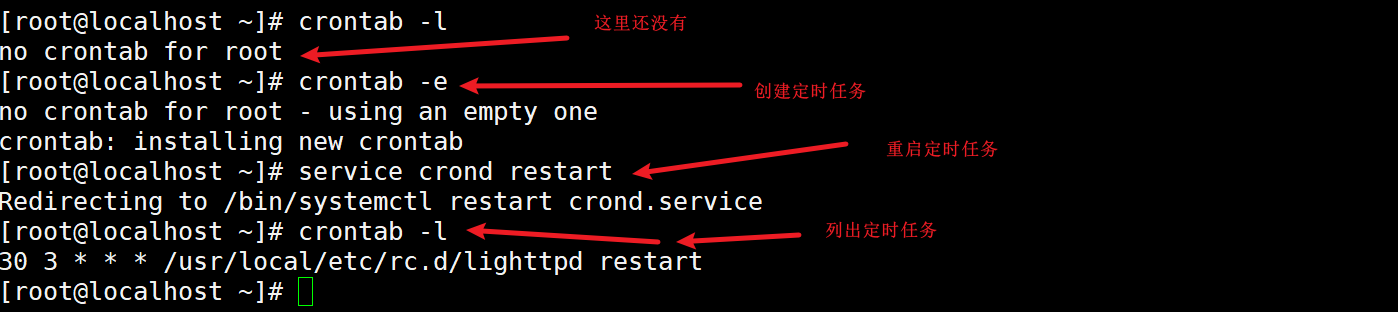 [root@localhost ~]# crontab -l 这里还没有
no crontab for root
[root@localhost ~]# crontab -e 创建定时任务
no crontab for root - using an empty one
crontab: installing new crontab
[root@localhost ~]# service crond restart 重启定时任务
Redirecting to /bin/systemctl restart crond.service
[root@localhost ~]# crontab -l 列出定时任务
30 3 * * * /usr/local/etc/rc.d/lighttpd restart
[root@localhost ~]#